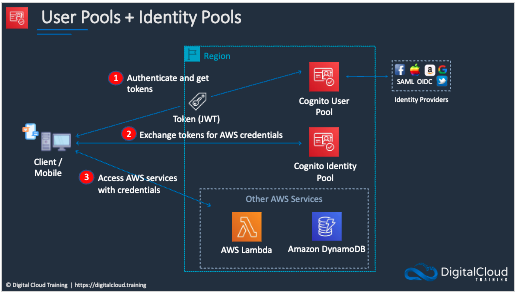 User Pools + Identity Pools
Region
1 Authenticate and get
tokens
Token (JWT)
Cognito User
Pool
SAML OIDC
Identity Providers
2 Exchange tokens for AWS credentials
Client /
Mobile
Cognito Identity
Pool
3 Access AWS services
with credentials
Other AWS Services
AWS Lambda
Amazon DynamoDB
© Digital Cloud Training | https://digitalcloud.training
DigitalCloud
TRAINING